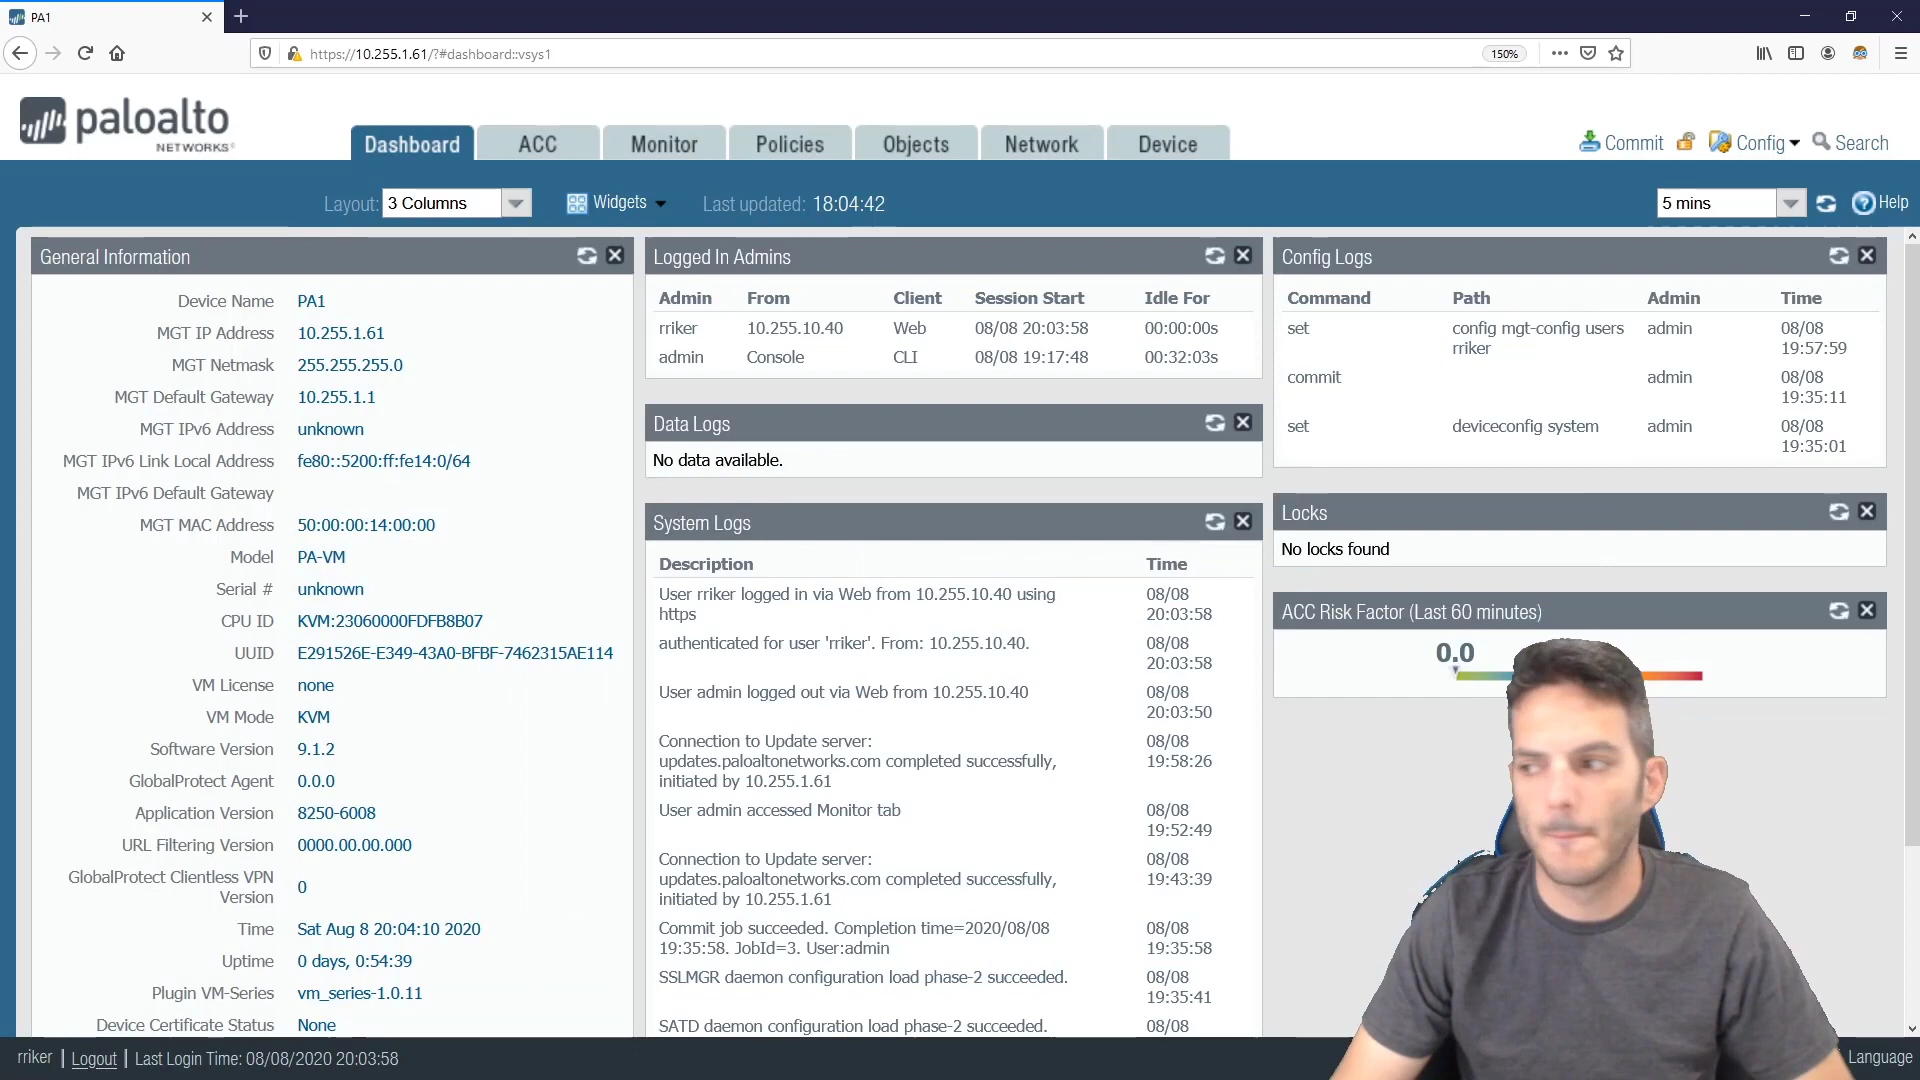 PA1
https://10.255.1.61/?#dashboard::vsys1
150%
paloalto
NETWORKS
Dashboard
ACC
Monitor
Policies
Objects
Network
Device
Commit
Config
Search
Layout: 3 Columns
Widgets
Last updated: 18:04:42
5 mins
Help
General Information
Device Name PA1
MGT IP Address 10.255.1.61
MGT Netmask 255.255.255.0
MGT Default Gateway 10.255.1.1
MGT IPv6 Address unknown
MGT IPv6 Link Local Address fe80::5200:ff:fe14:0/64
MGT IPv6 Default Gateway
MGT MAC Address 50:00:00:14:00:00
Model PA-VM
Serial # unknown
CPU ID KVM:23060000FDFB8B07
UUID E291526E-E349-43A0-BFBF-7462315AE114
VM License none
VM Mode KVM
Software Version 9.1.2
GlobalProtect Agent 0.0.0
Application Version 8250-6008
URL Filtering Version 0000.00.00.000
GlobalProtect Clientless VPN
Version 0
Time Sat Aug 8 20:04:10 2020
Uptime 0 days, 0:54:39
Plugin VM-Series vm_series-1.0.11
Device Certificate Status None
Logged In Admins
Admin From Client Session Start Idle For
rriker 10.255.10.40 Web 08/08 20:03:58 00:00:00s
admin Console CLI 08/08 19:17:48 00:32:03s
Data Logs
No data available.
System Logs
Description Time
User rriker logged in via Web from 10.255.10.40 using 08/08
https 20:03:58
authenticated for user 'rriker'. From: 10.255.10.40. 08/08
20:03:58
User admin logged out via Web from 10.255.10.40 08/08
20:03:50
Connection to Update server: 08/08
updates.paloaltonetworks.com completed successfully, 19:58:26
initiated by 10.255.1.61
User admin accessed Monitor tab 08/08
19:52:49
Connection to Update server: 08/08
updates.paloaltonetworks.com completed successfully, 19:43:39
initiated by 10.255.1.61
Commit job succeeded. Completion time=2020/08/08 08/08
19:35:58. JobId=3. User:admin 19:35:58
SSLMGR daemon configuration load phase-2 succeeded. 08/08
19:35:41
SATD daemon configuration load phase-2 succeeded. 08/08
Config Logs
Command Path Admin Time
set config mgt-config users admin 08/08
rriker 19:57:59
commit admin 08/08
19:35:11
set deviceconfig system admin 08/08
19:35:01
Locks
No locks found
ACC Risk Factor (Last 60 minutes)
0.0
rriker | Logout | Last Login Time: 08/08/2020 20:03:58
Language